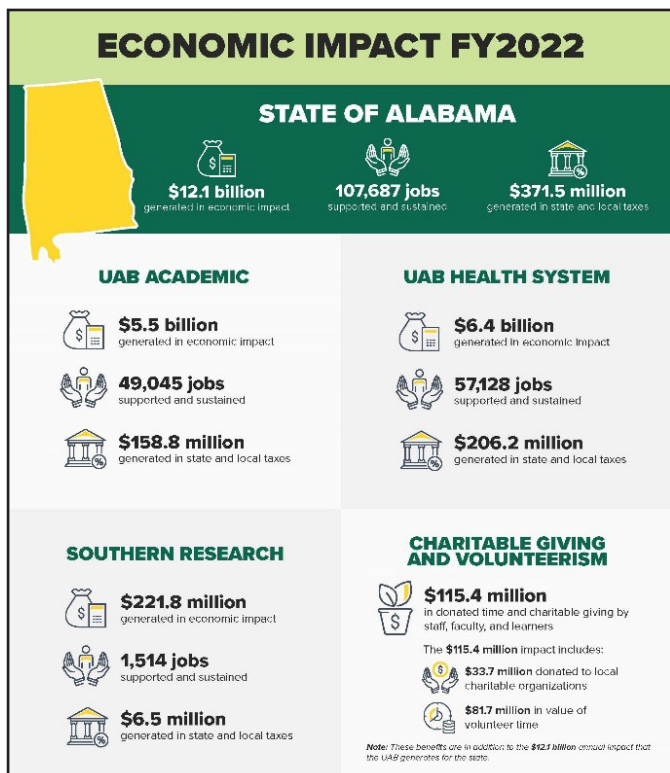 ECONOMIC IMPACT FY2022
STATE OF ALABAMA
$12.1 billion
generated in economic impact
107,687 jobs
supported and sustained
$371.5 million
generated in state and local taxes
UAB ACADEMIC
$5.5 billion
generated in economic impact
49,045 jobs
supported and sustained
$158.8 million
generated in state and local taxes
UAB HEALTH SYSTEM
$6.4 billion
generated in economic impact
57,128 jobs
supported and sustained
$206.2 million
generated in state and local taxes
SOUTHERN RESEARCH
$221.8 million
generated in economic impact
1,514 jobs
supported and sustained
$6.5 million
generated in state and local taxes
CHARITABLE GIVING
AND VOLUNTEERISM
$115.4 million
in donated time and charitable giving by
staff, faculty, and learners
The $115.4 million impact includes:
$33.7 million donated to local
charitable organizations
$81.7 million in value of
volunteer time
Note: These benefits are in addition to the $12.1 billion annual impact that
the UAB generates for the state.